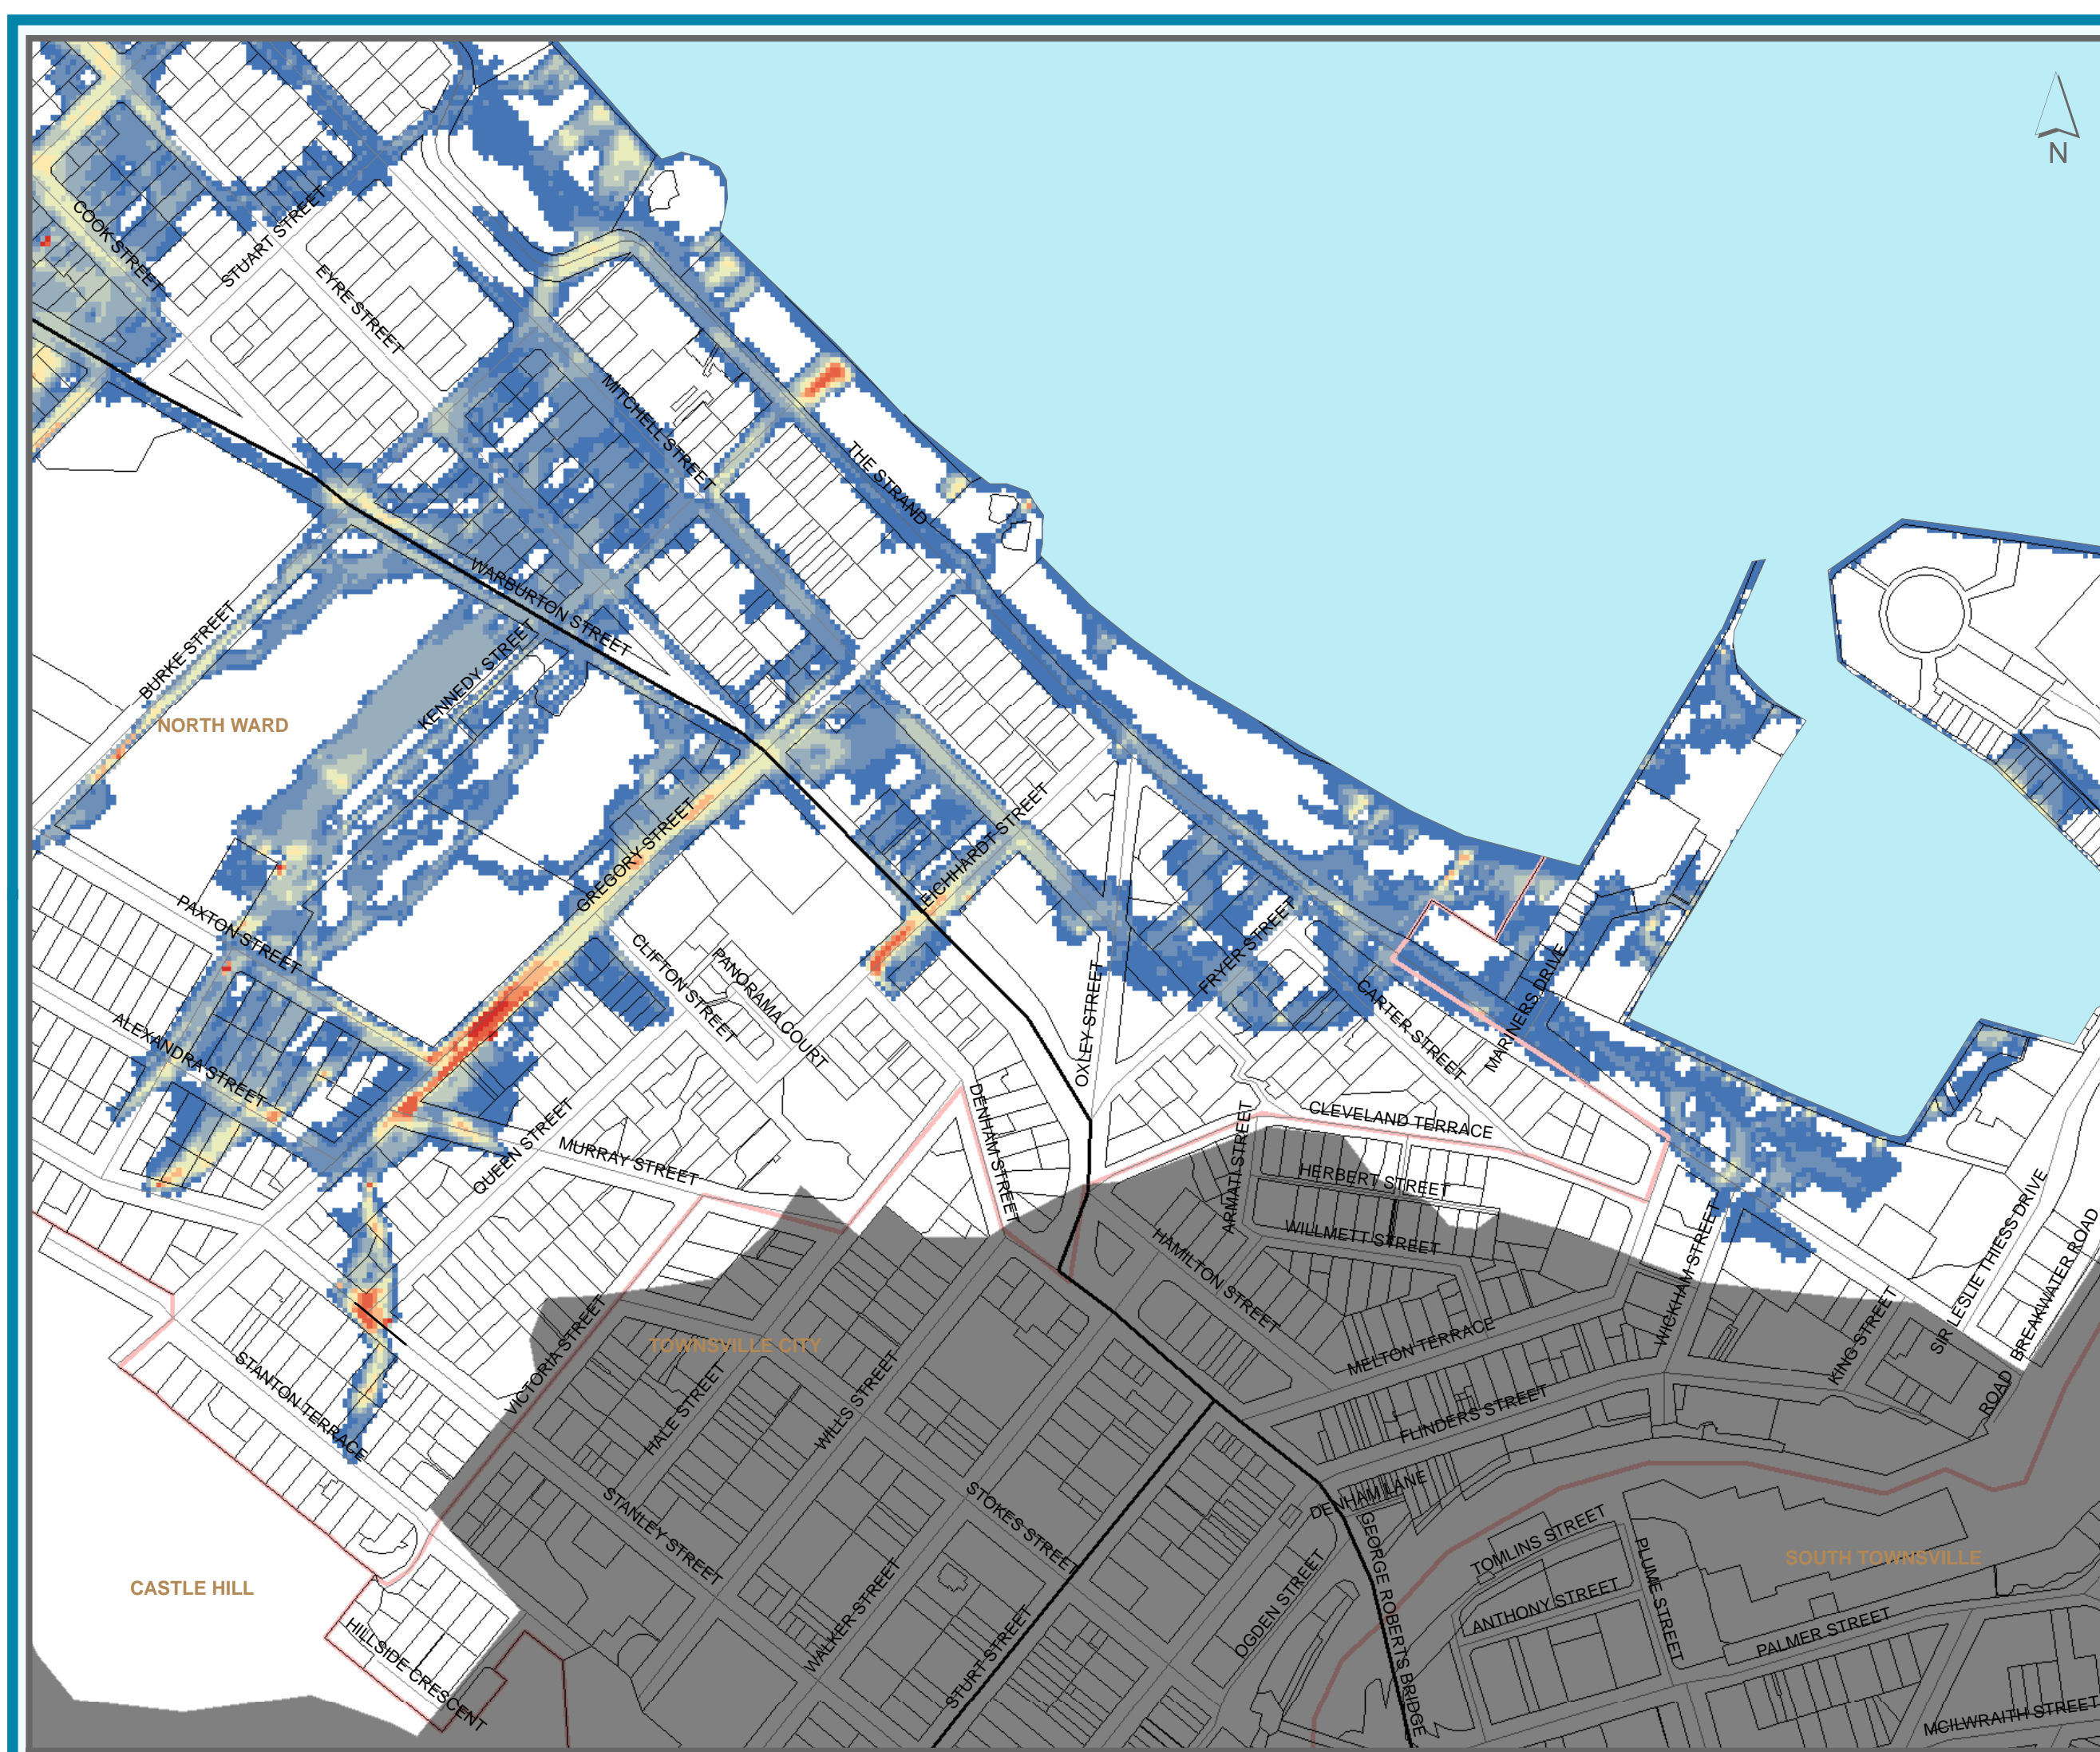 N
COOK STREET
STUART STREET
EYRE STREET
MITCHELL STREET
THE STRAND
WARBURTON STREET
BURKE STREET
KENNEDY STREET
NORTH WARD
GREGORY STREET
LEICHHARDT STREET
PAXTON STREET
CLIFTON STREET
PANORAMA COURT
FRYER STREET
MARINERS DRIVE
CARTER STREET
OXLEY STREET
ALEXANDRA STREET
QUEEN STREET
MURRAY STREET
DENHAM STREET
ARMATI STREET
CLEVELAND TERRACE
HERBERT STREET
WILLMETT STREET
HAMILTON STREET
WICKHAM STREET
SIR LESLIE THIESS DRIVE
BREAKWATER ROAD
KING STREET
MELTON TERRACE
TOWNSVILLE CITY
VICTORIA STREET
HALE STREET
WILLS STREET
STANTON TERRACE
FLINDERS STREET
ROAD
DENHAM LANE
STANLEY STREET
STOKES STREET
GEORGE ROBERTS BRIDGE
TOMLINS STREET
PLUME STREET
SOUTH TOWNSVILLE
CASTLE HILL
ANTHONY STREET
PALMER STREET
OGDEN STREET
WALKER STREET
STURT STREET
HILLSIDE CRESCENT
MCILWRAITH STREET